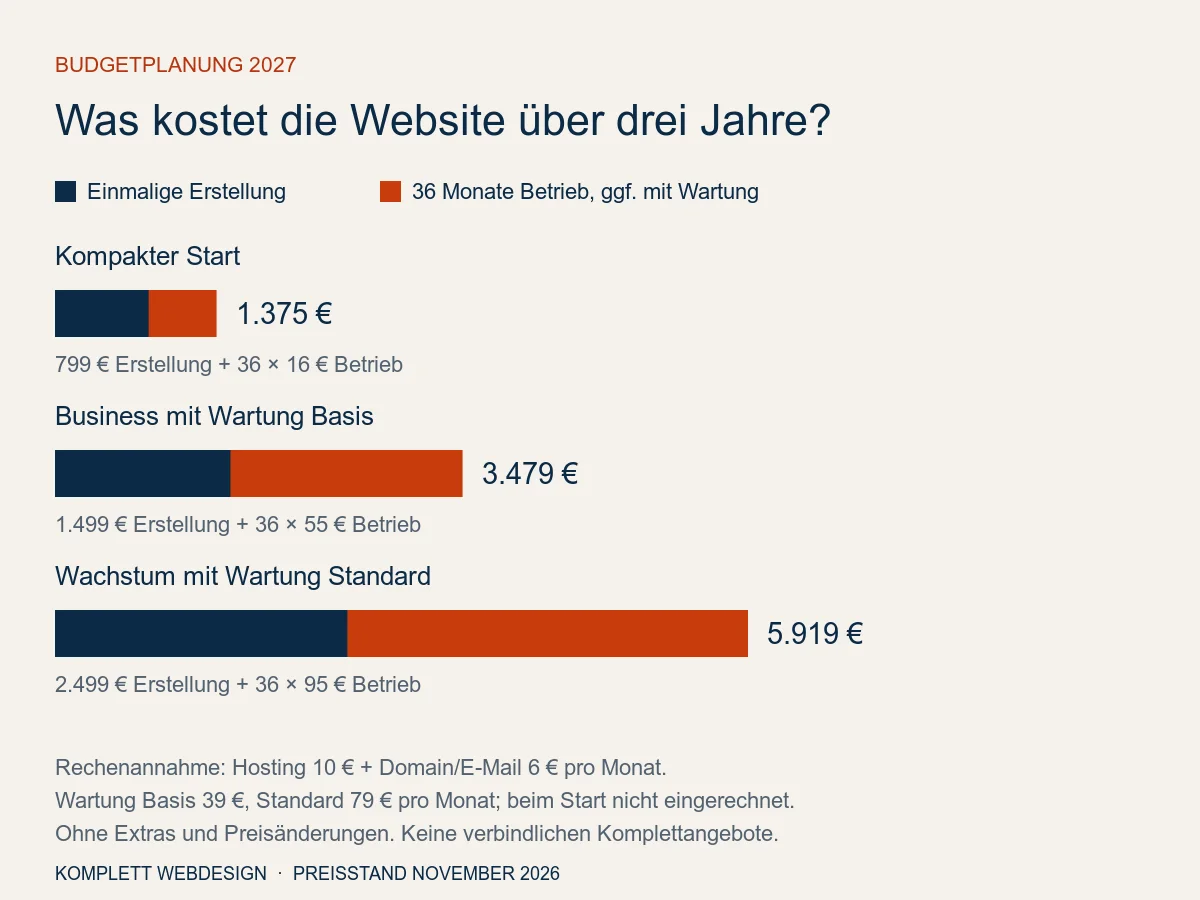 BUDGETPLANUNG 2027
Was kostet die Website über drei Jahre?
Einmalige Erstellung
36 Monate Betrieb, ggf. mit Wartung
Kompakter Start
1.375 €
799 € Erstellung + 36 × 16 € Betrieb
Business mit Wartung Basis
3.479 €
1.499 € Erstellung + 36 × 55 € Betrieb
Wachstum mit Wartung Standard
5.919 €
2.499 € Erstellung + 36 × 95 € Betrieb
Rechenannahme: Hosting 10 € + Domain/E-Mail 6 € pro Monat.
Wartung Basis 39 €, Standard 79 € pro Monat; beim Start nicht eingerechnet.
Ohne Extras und Preisänderungen. Keine verbindlichen Komplettangebote.
KOMPLETT WEBDESIGN · PREISSTAND NOVEMBER 2026